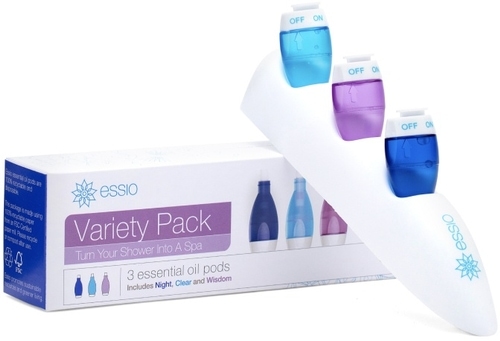 essio
Variety Pack
Turn Your Shower Into A Spa
3 essential oil pods
Includes Night, Clear and Wisdom
OFF ON
OFF ON
OFF ON
essio